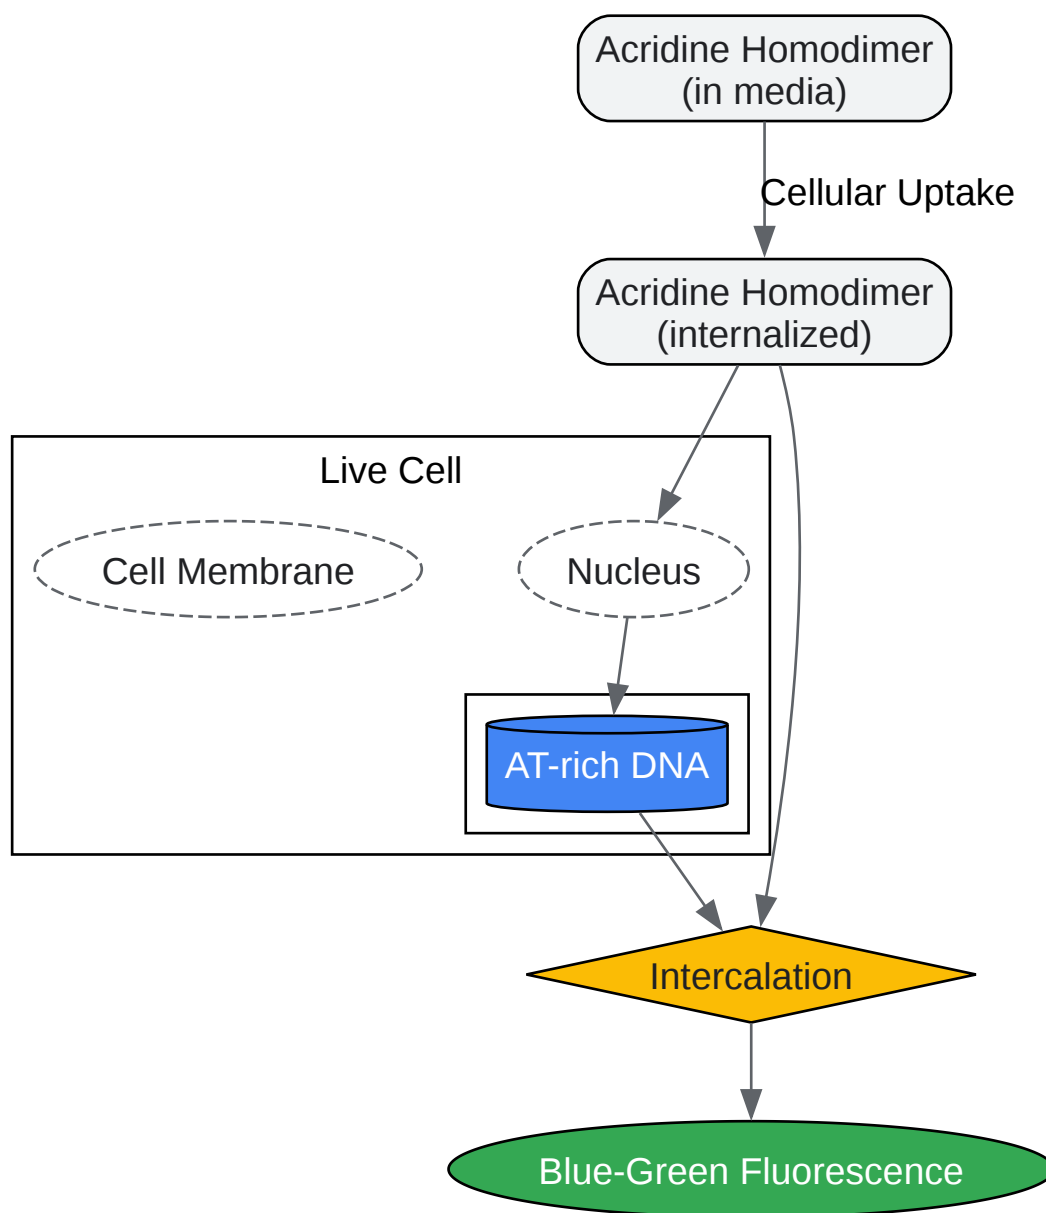 Acridine Homodimer
(in media)
Cellular Uptake
Acridine Homodimer
(internalized)
Live Cell
Cell Membrane
Nucleus
AT-rich DNA
Intercalation
Blue-Green Fluorescence